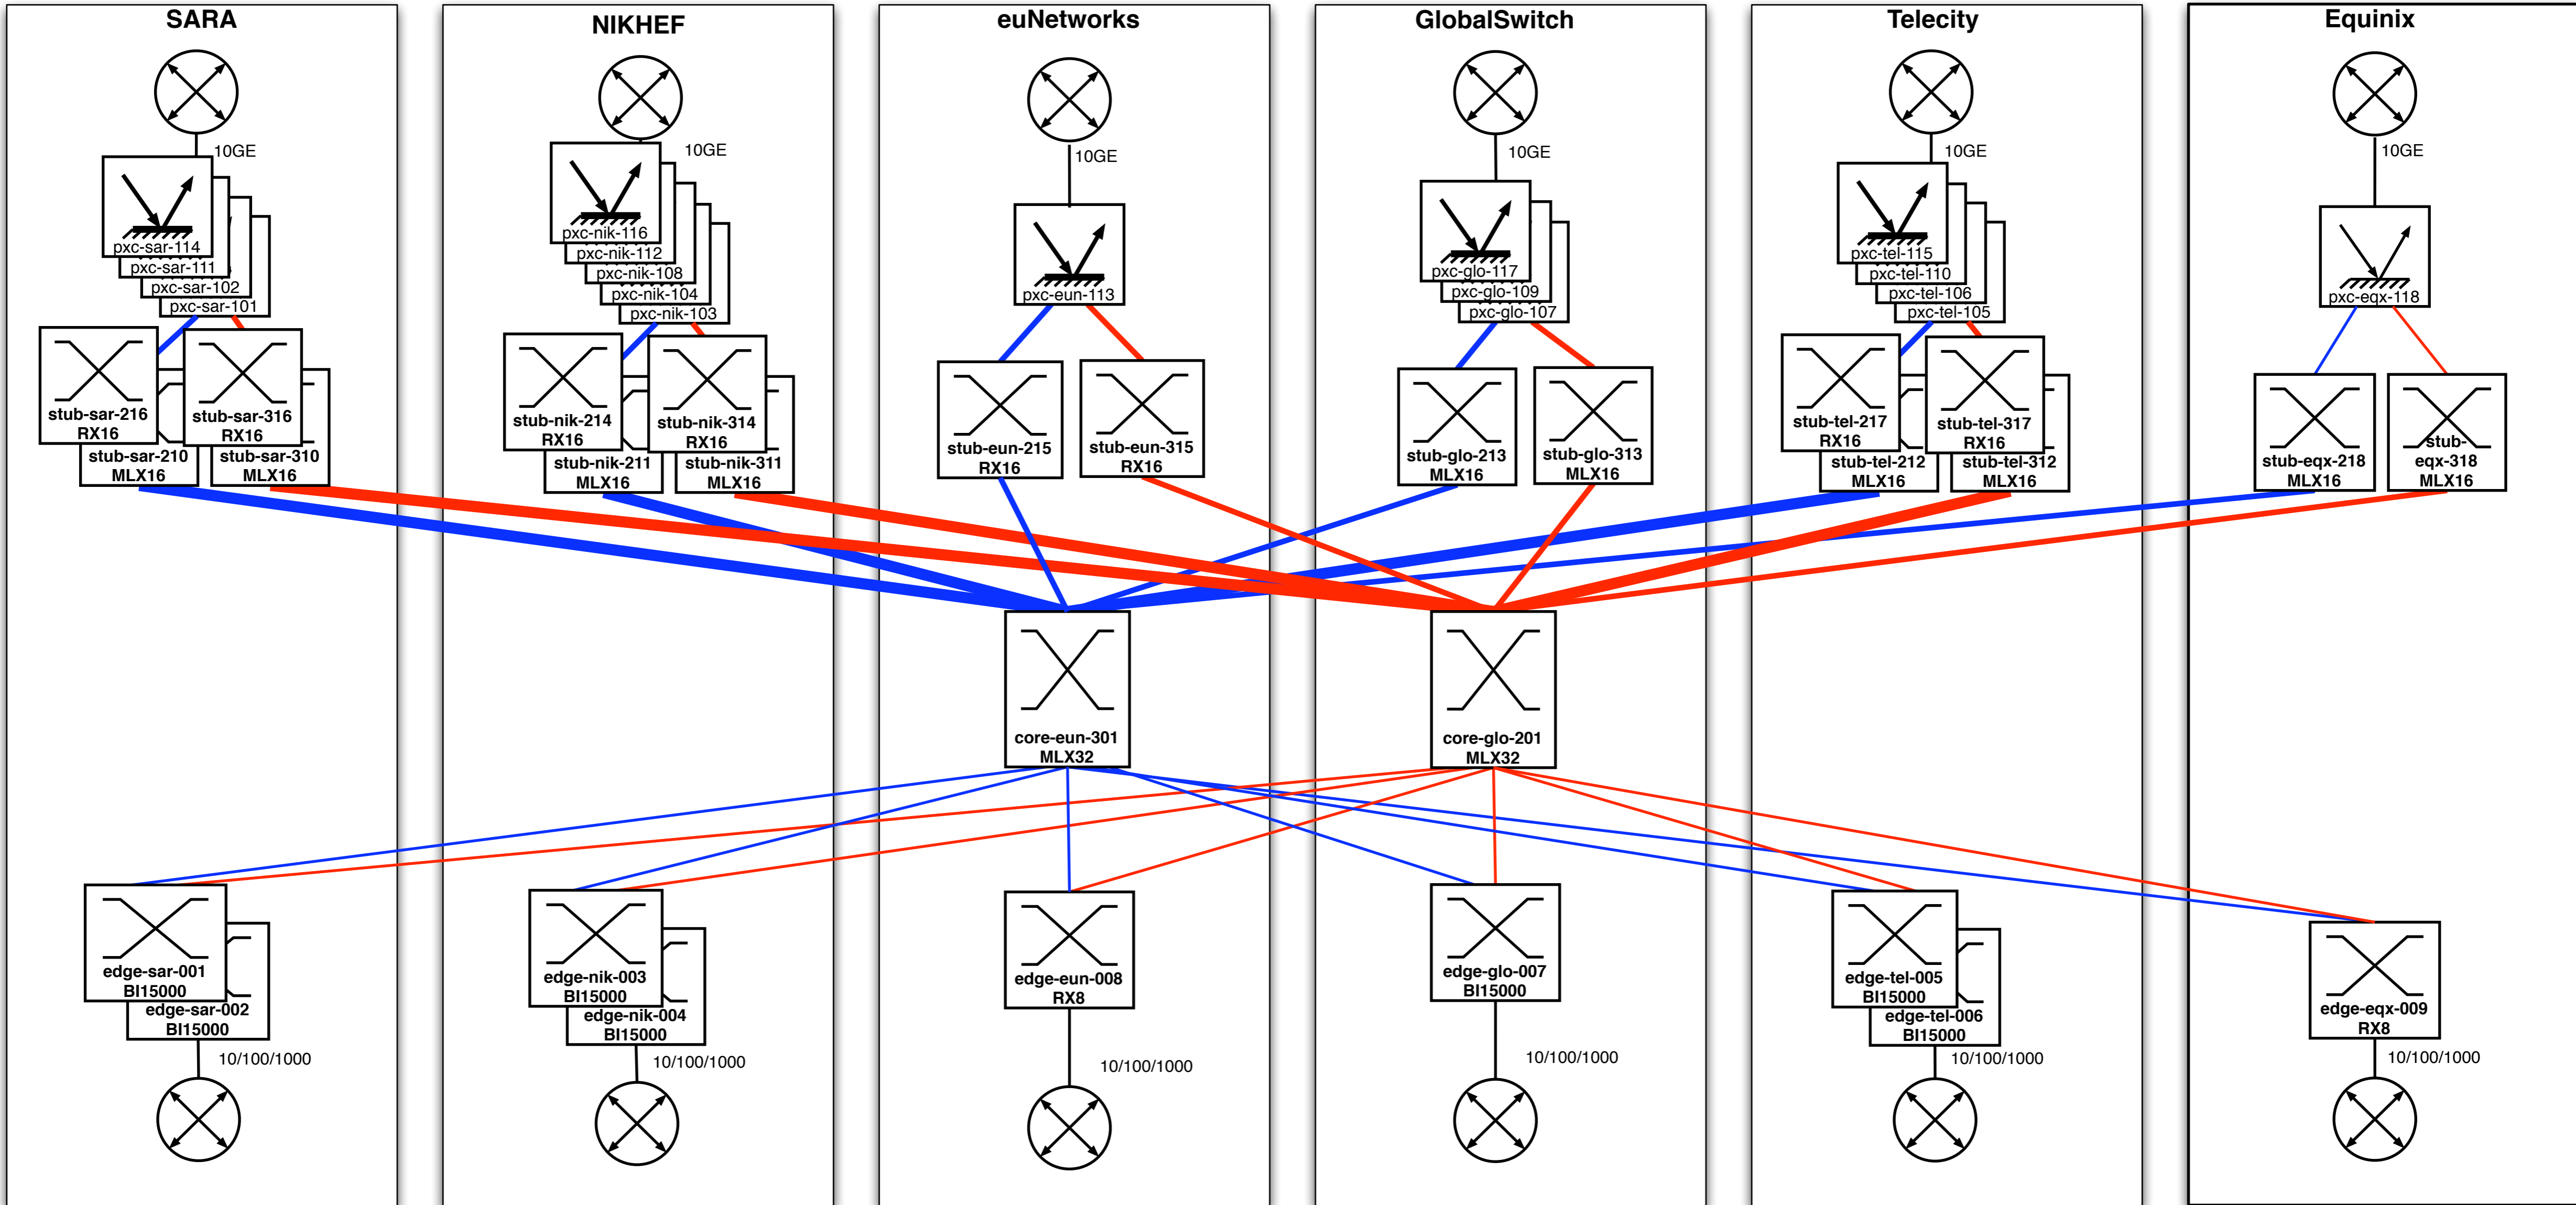 SARA
10GE
pxc-sar-114
pxc-sar-111
pxc-sar-102
pxc-sar-101
stub-sar-216
RX16
stub-sar-316
RX16
stub-sar-210
MLX16
stub-sar-310
MLX16
edge-sar-001
BI15000
edge-sar-002
BI15000
10/100/1000
NIKHEF
10GE
pxc-nik-116
pxc-nik-112
pxc-nik-108
pxc-nik-104
pxc-nik-103
stub-nik-214
RX16
stub-nik-314
RX16
stub-nik-211
MLX16
stub-nik-311
MLX16
edge-nik-003
BI15000
edge-nik-004
BI15000
10/100/1000
euNetworks
10GE
pxc-eun-113
stub-eun-215
RX16
stub-eun-315
RX16
core-eun-301
MLX32
edge-eun-008
RX8
10/100/1000
GlobalSwitch
10GE
pxc-glo-117
pxc-glo-109
pxc-glo-107
stub-glo-213
MLX16
stub-glo-313
MLX16
core-glo-201
MLX32
edge-glo-007
BI15000
10/100/1000
Telecity
10GE
pxc-tel-115
pxc-tel-110
pxc-tel-106
pxc-tel-105
stub-tel-217
RX16
stub-tel-317
RX16
stub-tel-212
MLX16
stub-tel-312
MLX16
edge-tel-005
BI15000
edge-tel-006
BI15000
10/100/1000
Equinix
10GE
pxc-eqx-118
stub-eqx-218
MLX16
stub-
eqx-318
MLX16
edge-eqx-009
RX8
10/100/1000